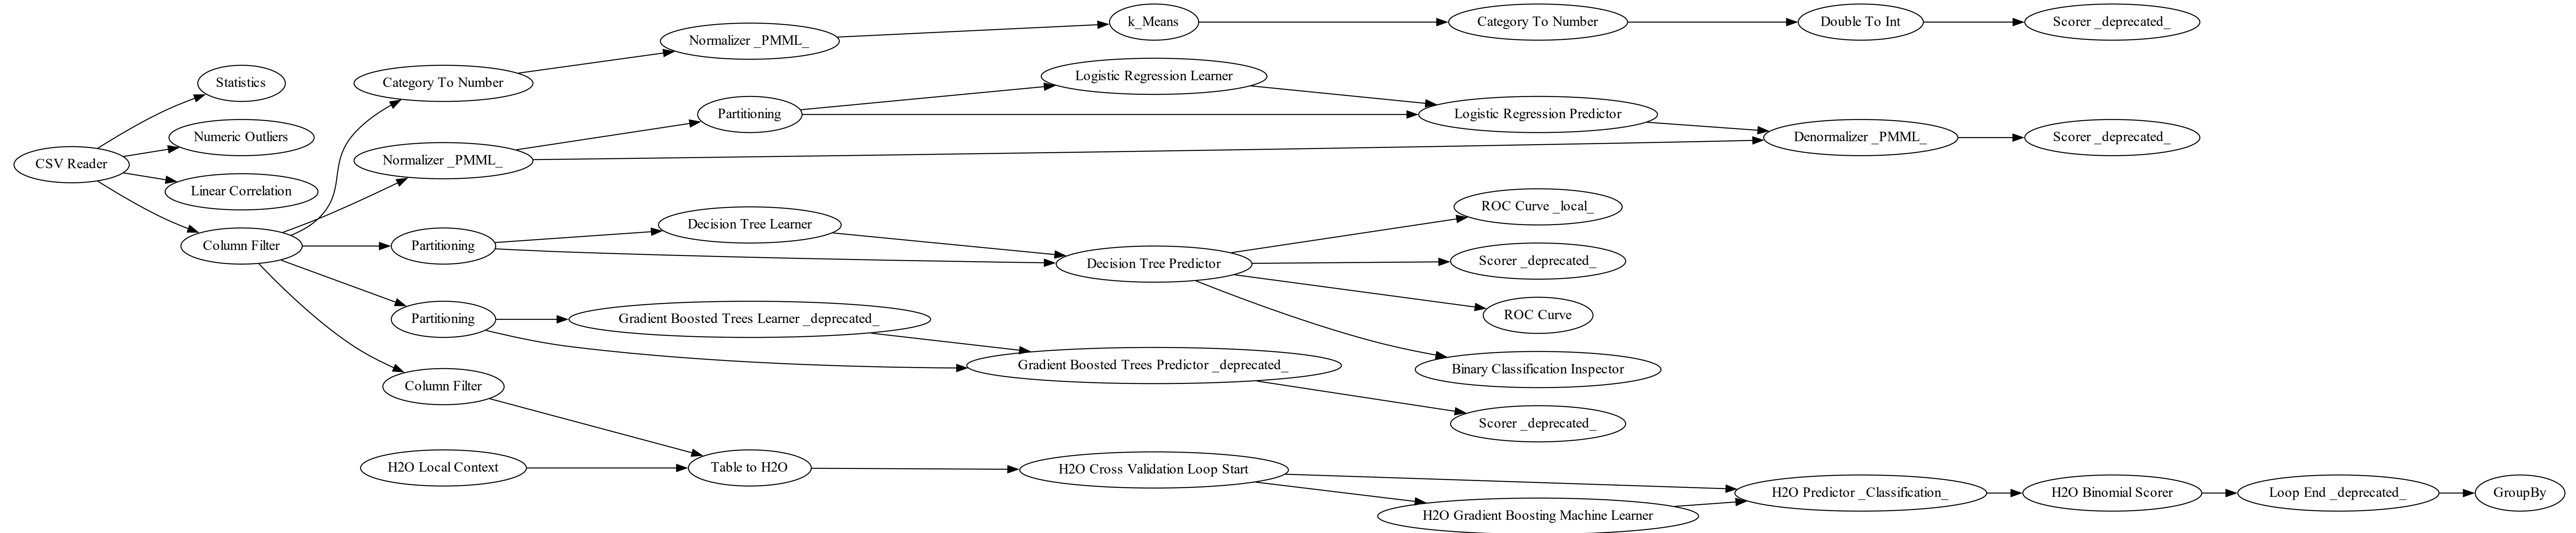 k_Means
Category To Number
Double To Int
Scorer _deprecated_
Normalizer _PMML_
Statistics
Category To Number
Logistic Regression Learner
Partitioning
Logistic Regression Predictor
Numeric Outliers
Denormalizer _PMML_
Scorer _deprecated_
CSV Reader
Normalizer _PMML_
Linear Correlation
ROC Curve _local_
Decision Tree Learner
Column Filter
Partitioning
Decision Tree Predictor
Scorer _deprecated_
Partitioning
Gradient Boosted Trees Learner _deprecated_
ROC Curve
Gradient Boosted Trees Predictor _deprecated_
Binary Classification Inspector
Column Filter
Scorer _deprecated_
H2O Local Context
Table to H2O
H2O Cross Validation Loop Start
H2O Predictor _Classification_
H2O Binomial Scorer
Loop End _deprecated_
GroupBy
H2O Gradient Boosting Machine Learner